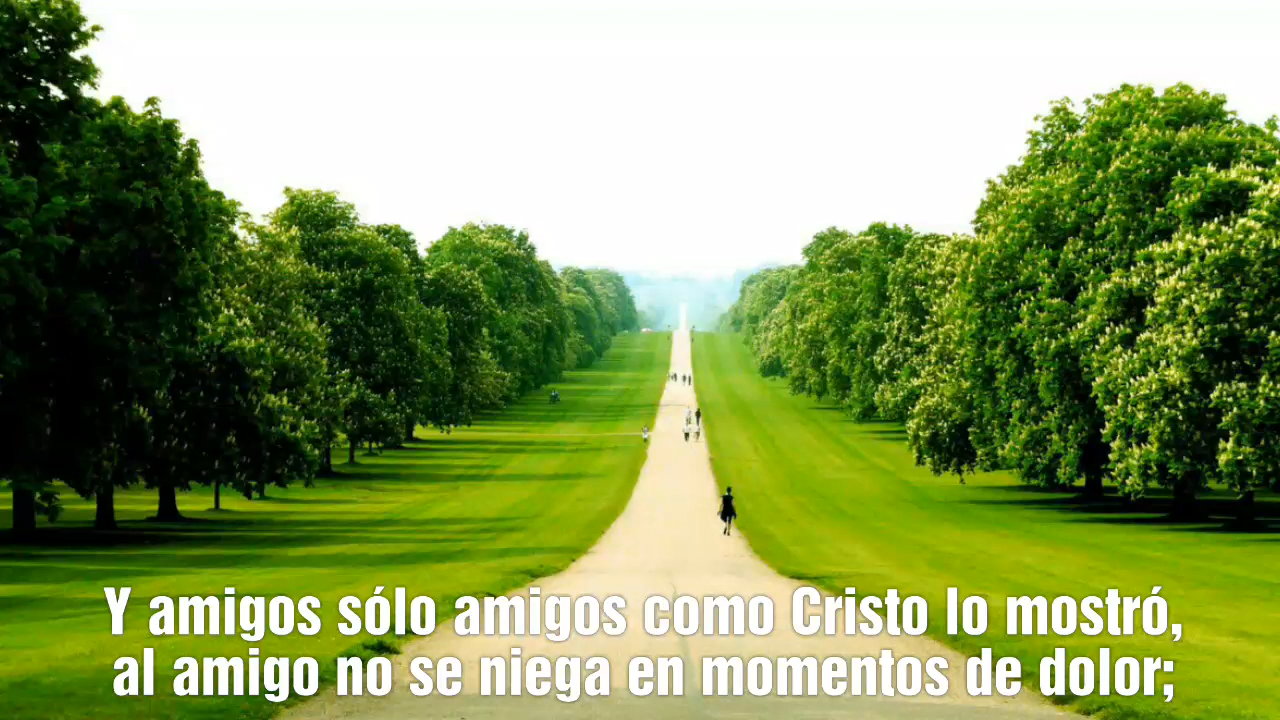 Y amigos sólo amigos como Cristo lo mostró,
al amigo no se niega en momentos de dolor;